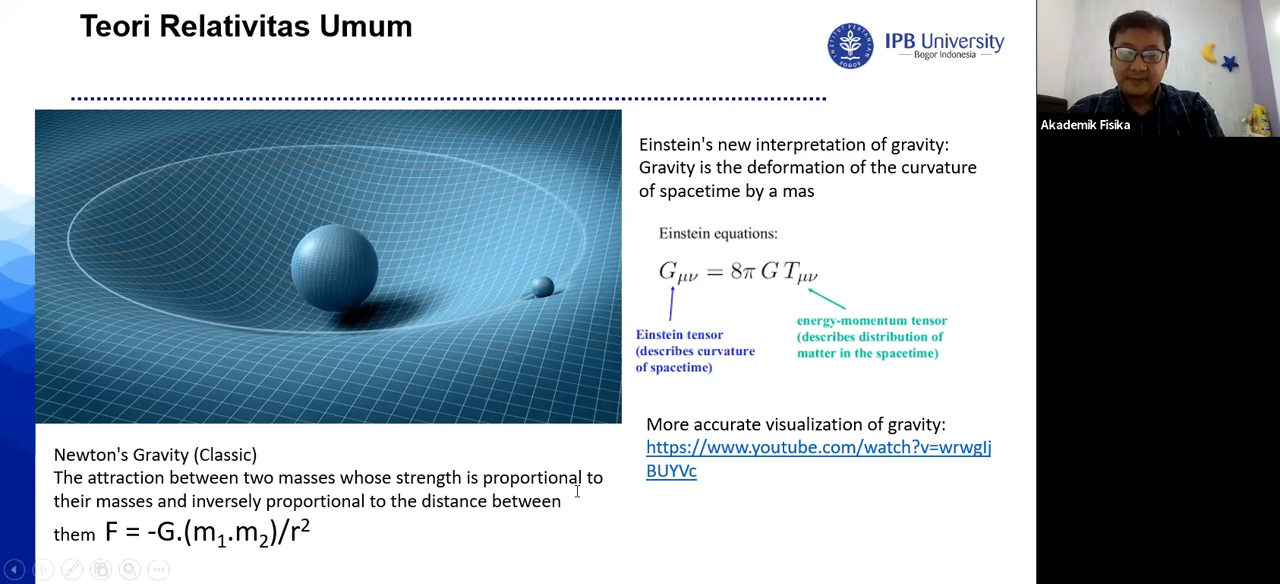 Teori Relativitas Umum
INSTITUT PERTANIAN BOGOR
IPB University
Bogor Indonesia
Akademik Fisika
Einstein's new interpretation of gravity:
Gravity is the deformation of the curvature
of spacetime by a mas
Einstein equations:
G_μν = 8π G T_μν
Einstein tensor
(describes curvature
of spacetime)
energy-momentum tensor
(describes distribution of
matter in the spacetime)
More accurate visualization of gravity:
https://www.youtube.com/watch?v=wrwgIj
BUYVc
Newton's Gravity (Classic)
The attraction between two masses whose strength is proportional to
their masses and inversely proportional to the distance between
them F = -G.(m₁.m₂)/r²